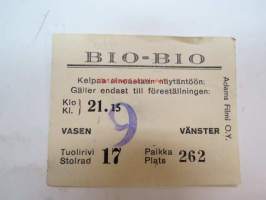 BIO-BIO
Kelpaa ainoastaan näytäntöön:
Gäller endast till föreställningen:
Klo
Kl. 21.15
VASEN 9 VÄNSTER
Tuolirivi Paikka
Stolrad 17 Plats 262
Adams Filmi O.Y.